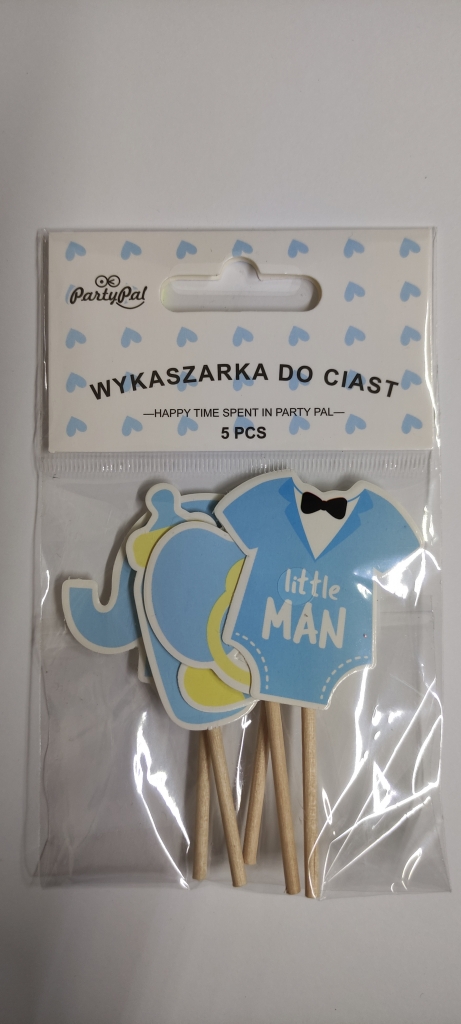 PartyPal
WYKASZARKA DO CIAST
—HAPPY TIME SPENT IN PARTY PAL—
5 PCS
little
MAN